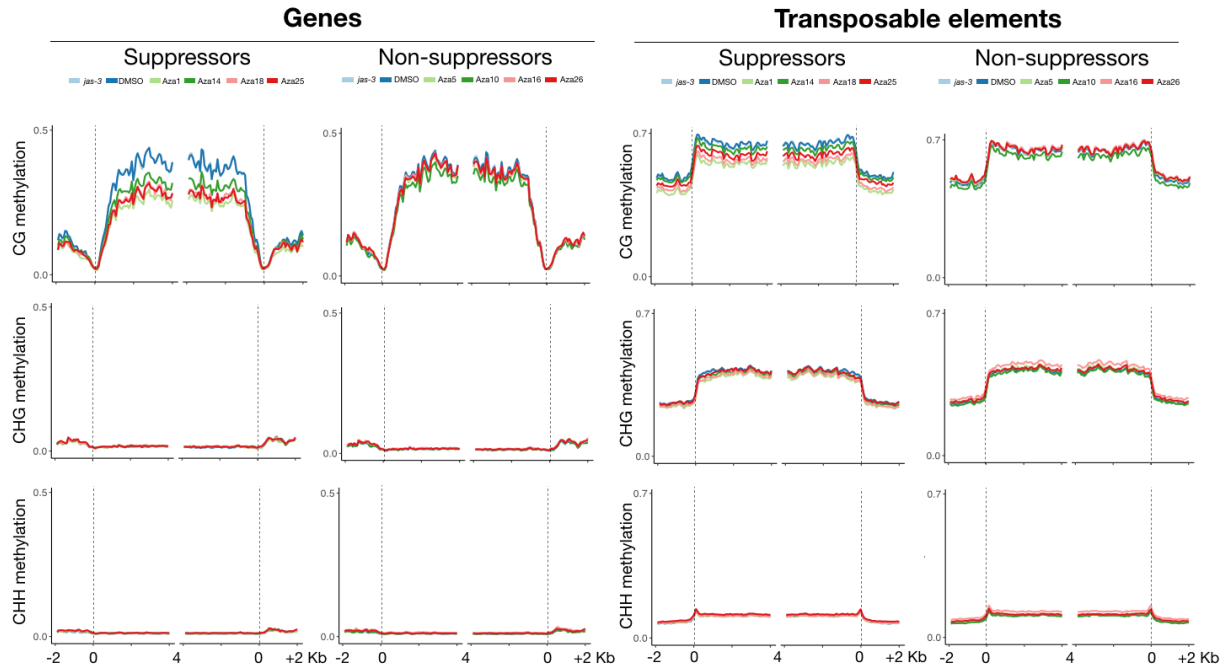 Genes Transposable elements
Suppressors Non-suppressors Suppressors Non-suppressors
jas-3 DMSO Aza1 Aza14 Aza18 Aza25 jas-3 DMSO Aza5 Aza10 Aza16 Aza26 jas-3 DMSO Aza1 Aza14 Aza18 Aza25 jas-3 DMSO Aza5 Aza10 Aza16 Aza26
CG methylation 0.5 0.0 0.5 0.0 CG methylation 0.7 0.0 0.7 0.0
CHG methylation 0.5 0.0 0.5 0.0 CHG methylation 0.7 0.0 0.7 0.0
CHH methylation 0.5 0.0 0.5 0.0 CHH methylation 0.7 0.0 0.7 0.0
-2 0 4 0 +2 Kb -2 0 4 0 +2 Kb -2 0 4 0 +2 Kb -2 0 4 0 +2 Kb